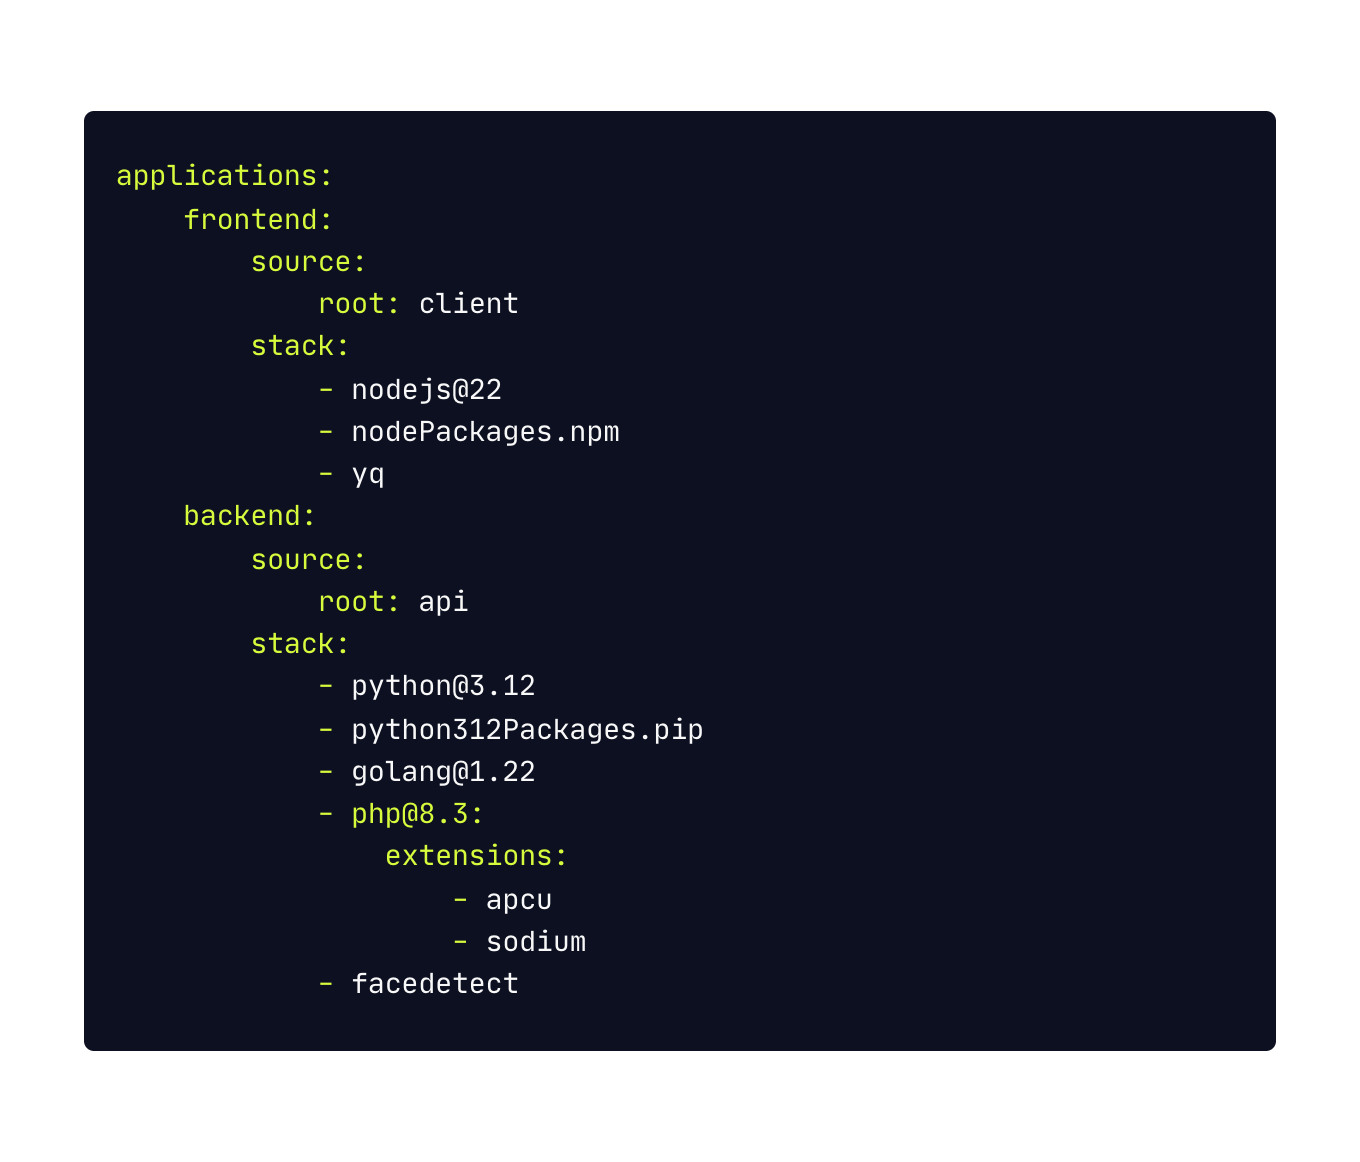 applications:
    frontend:
        source:
            root: client
        stack:
            - nodejs@22
            - nodePackages.npm
            - yq
    backend:
        source:
            root: api
        stack:
            - python@3.12
            - python312Packages.pip
            - golang@1.22
            - php@8.3:
                extensions:
                    - apcu
                    - sodium
            - facedetect